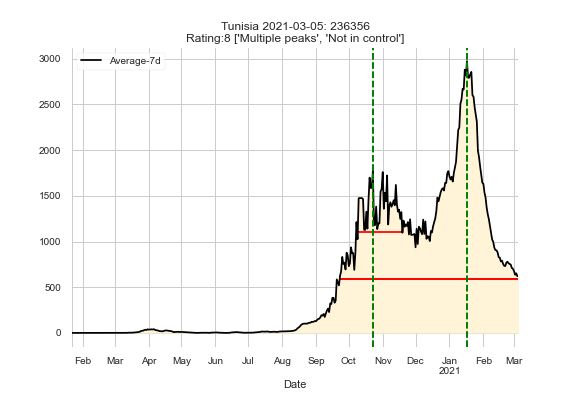 Tunisia 2021-03-05: 236356
Rating:8 ['Multiple peaks', 'Not in control']
Average-7d
3000
2500
2000
1500
1000
500
0
Feb Mar Apr May Jun Jul Aug Sep Oct Nov Dec Jan Feb Mar
2021
Date